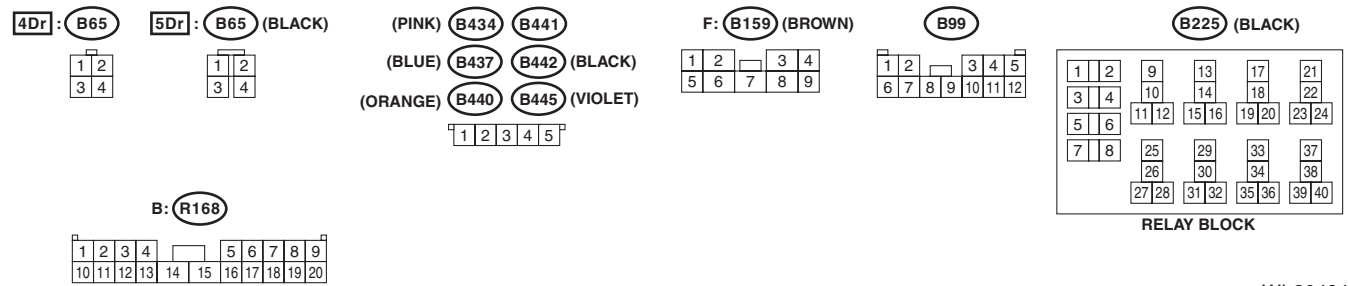 4Dr : B65
5Dr : B65 (BLACK)
1 2
3 4
1 2
3 4
(PINK) B434 B441
(BLUE) B437 B442 (BLACK)
(ORANGE) B440 B445 (VIOLET)
1 2 3 4 5
F: B159 (BROWN)
1 2 3 4
5 6 7 8 9
B99
1 2 3 4 5
6 7 8 9 10 11 12
B225 (BLACK)
1 2 9 13 17 21
3 4 10 14 18 22
11 12 15 16 19 20 23 24
5 6
7 8 25 29 33 37
26 30 34 38
27 28 31 32 35 36 39 40
RELAY BLOCK
B: R168
1 2 3 4 5 6 7 8 9
10 11 12 13 14 15 16 17 18 19 20